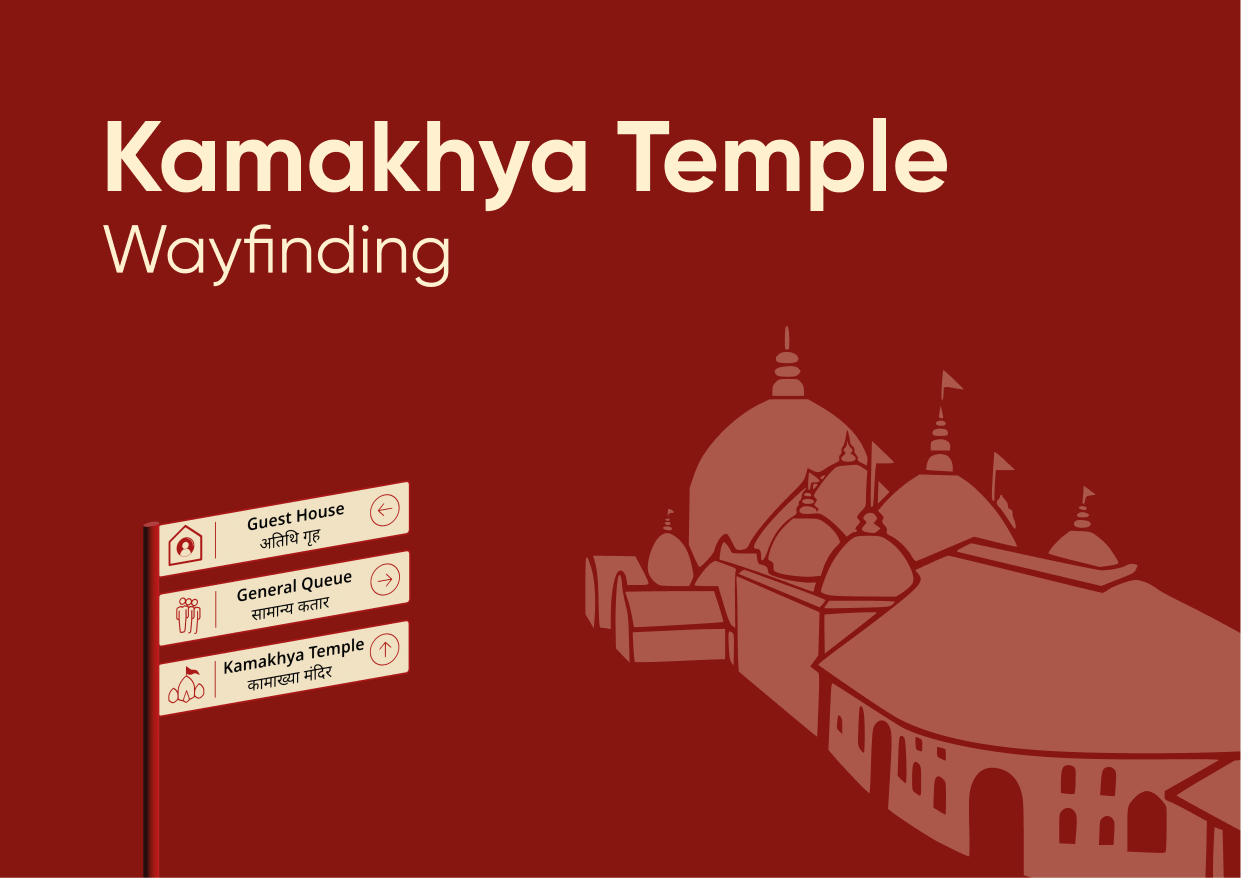 Kamakhya Temple
Wayfinding
Guest House
अतिथि गृह
General Queue
सामान्य कतार
Kamakhya Temple
कामाख्या मंदिर